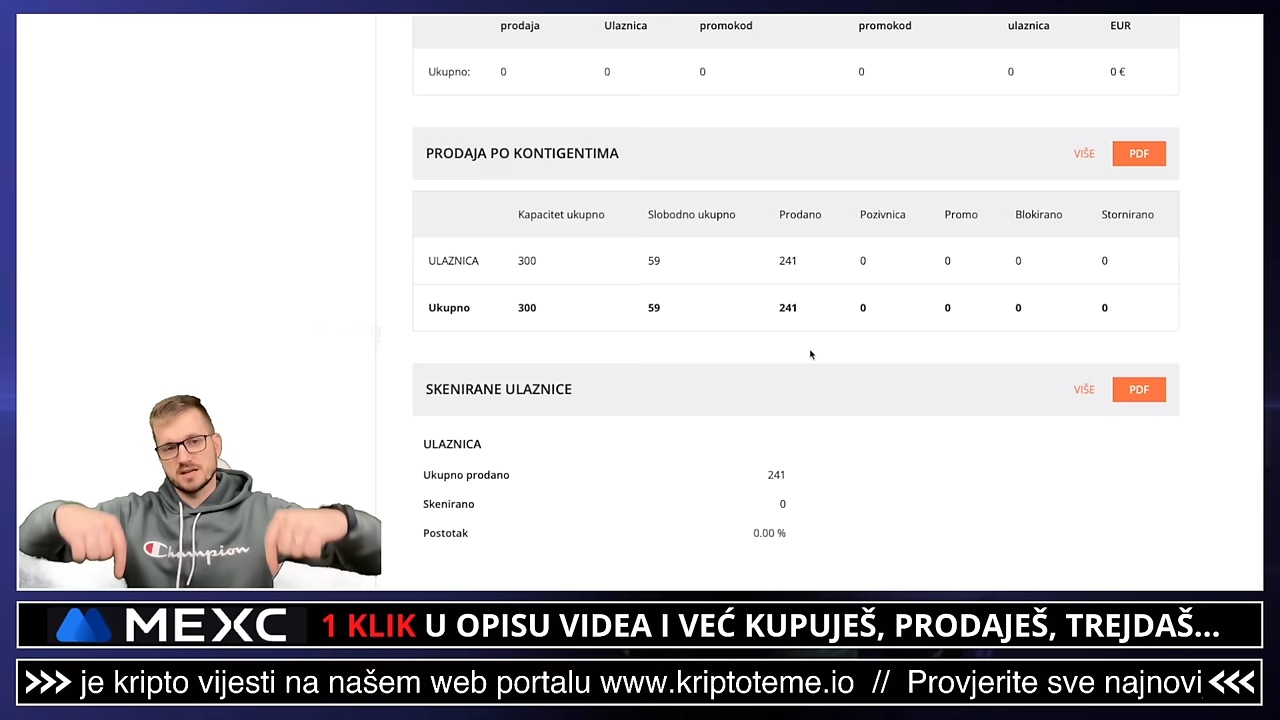 prodaja Ulaznica promokod promokod ulaznica EUR
Ukupno: 0 0 0 0 0 0 €
PRODAJA PO KONTIGENTIMA VIŠE PDF
Kapacitet ukupno Slobodno ukupno Prodano Pozivnica Promo Blokirano Stornirano
ULAZNICA 300 59 241 0 0 0 0
Ukupno 300 59 241 0 0 0 0
SKENIRANE ULAZNICE VIŠE PDF
ULAZNICA
Ukupno prodano 241
Skenirano 0
Postotak 0.00 %
Champion
MEXC 1 KLIK U OPISU VIDEA I VEĆ KUPUJEŠ, PRODAJEŠ, TREJDAŠ...
>>> je kripto vijesti na našem web portalu www.kriptoteme.io // Provjerite sve najnovi <<<